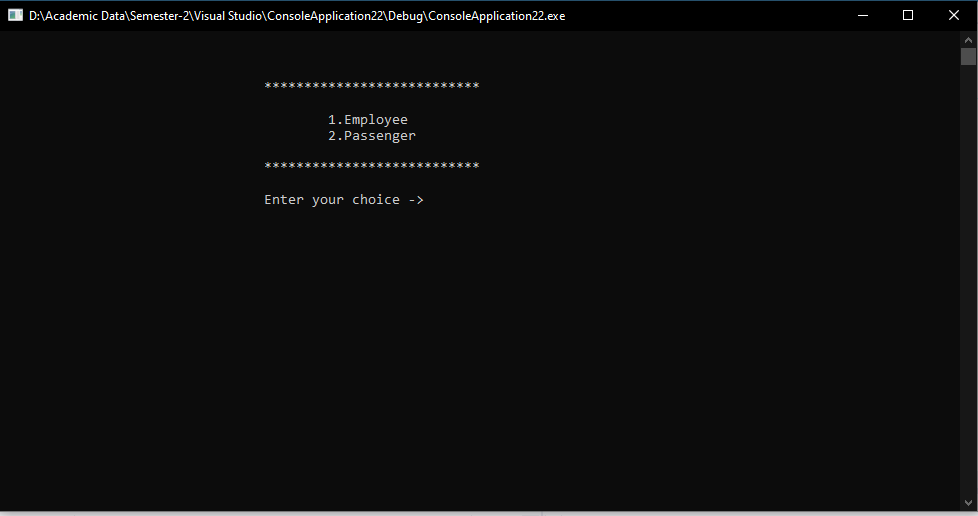 D:\Academic Data\Semester-2\Visual Studio\ConsoleApplication22\Debug\ConsoleApplication22.exe
***************************
1.Employee
2.Passenger
***************************
Enter your choice ->